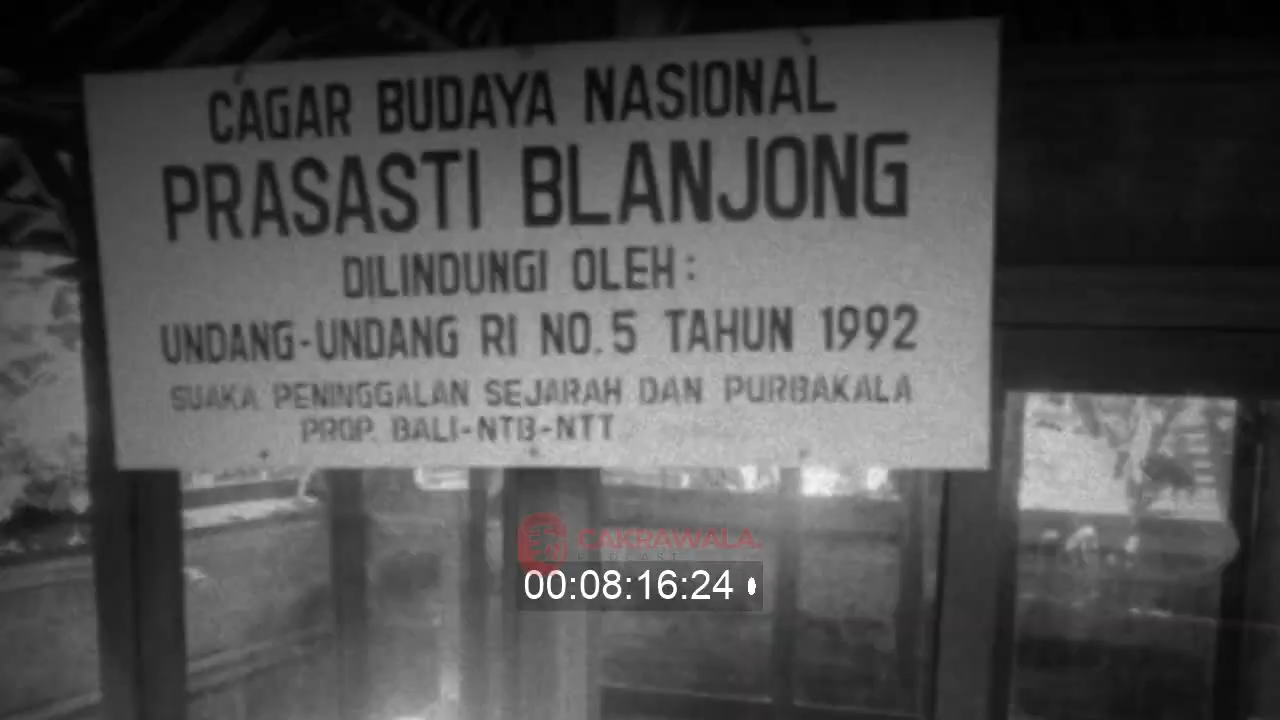 CAGAR BUDAYA NASIONAL
PRASASTI BLANJONG
DILINDUNGI OLEH:
UNDANG-UNDANG RI NO. 5 TAHUN 1992
SUAKA PENINGGALAN SEJARAH DAN PURBAKALA
PROP. BALI-NTB-NTT
CAKRAWALA.
00:08:16:24